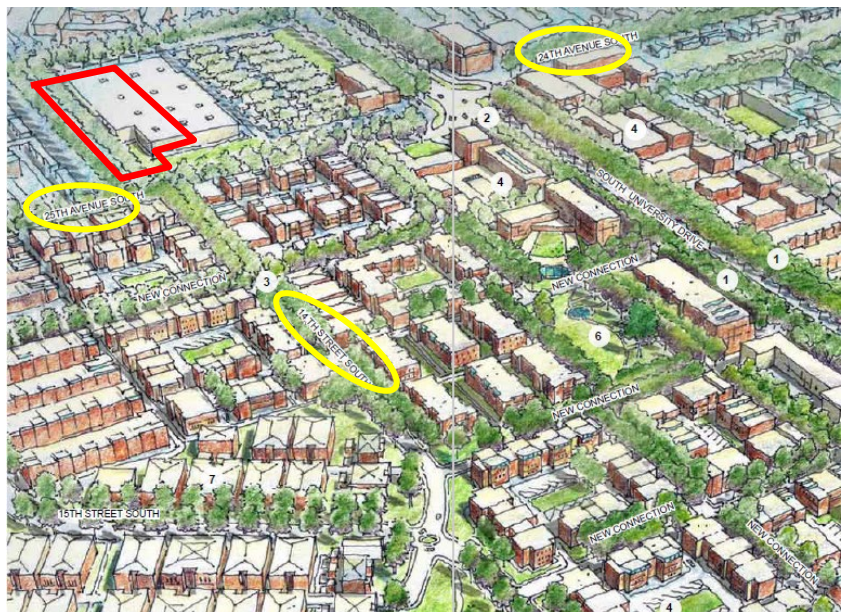 24TH AVENUE SOUTH
2
4
4
SOUTH UNIVERSITY DRIVE
25TH AVENUE SOUTH
1
1
NEW CONNECTION
NEW CONNECTION
3
14TH STREET SOUTH
6
NEW CONNECTION
7
15TH STREET SOUTH
NEW CONNECTION
NEW CONNECTION
4